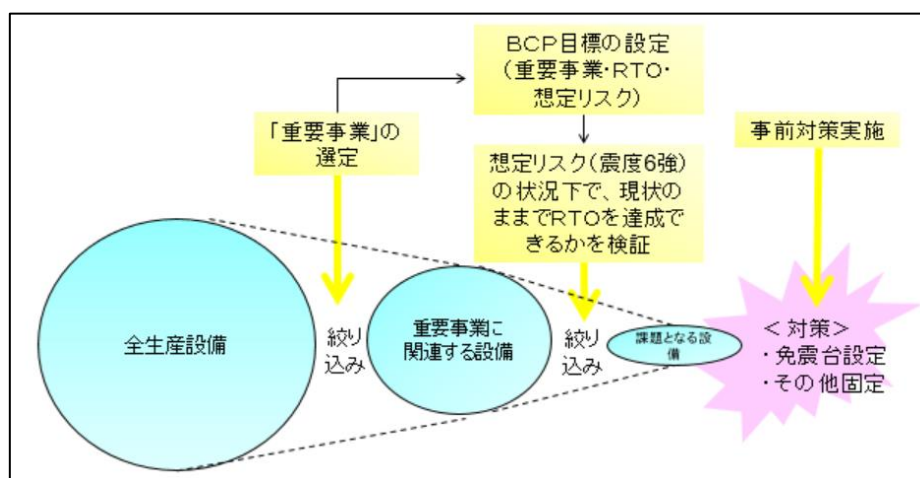 BCP目標の設定
(重要事業・RTO・
想定リスク)
「重要事業」の
選定
事前対策実施
想定リスク(震度6強)
の状況下で、現状の
ままでRTOを達成で
きるかを検証
全生産設備
絞り
込み
重要事業に
関連する設備
絞り
込み
課題となる設
備
<対策>
・免震台設定
・その他固定